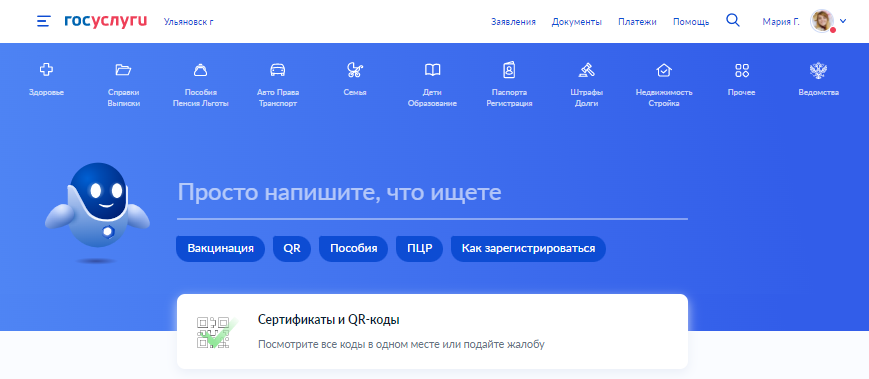 госуслуги Ульяновск г Заявления Документы Платежи Помощь Мария Г.
Здоровье
Справки
Выписки
Пособия
Пенсия Льготы
Авто Права
Транспорт
Семья
Дети
Образование
Паспорта
Регистрация
Штрафы
Долги
Недвижимость
Стройка
Прочее
Ведомства
Просто напишите, что ищете
Вакцинация QR Пособия ПЦР Как зарегистрироваться
Сертификаты и QR-коды
Посмотрите все коды в одном месте или подайте жалобу